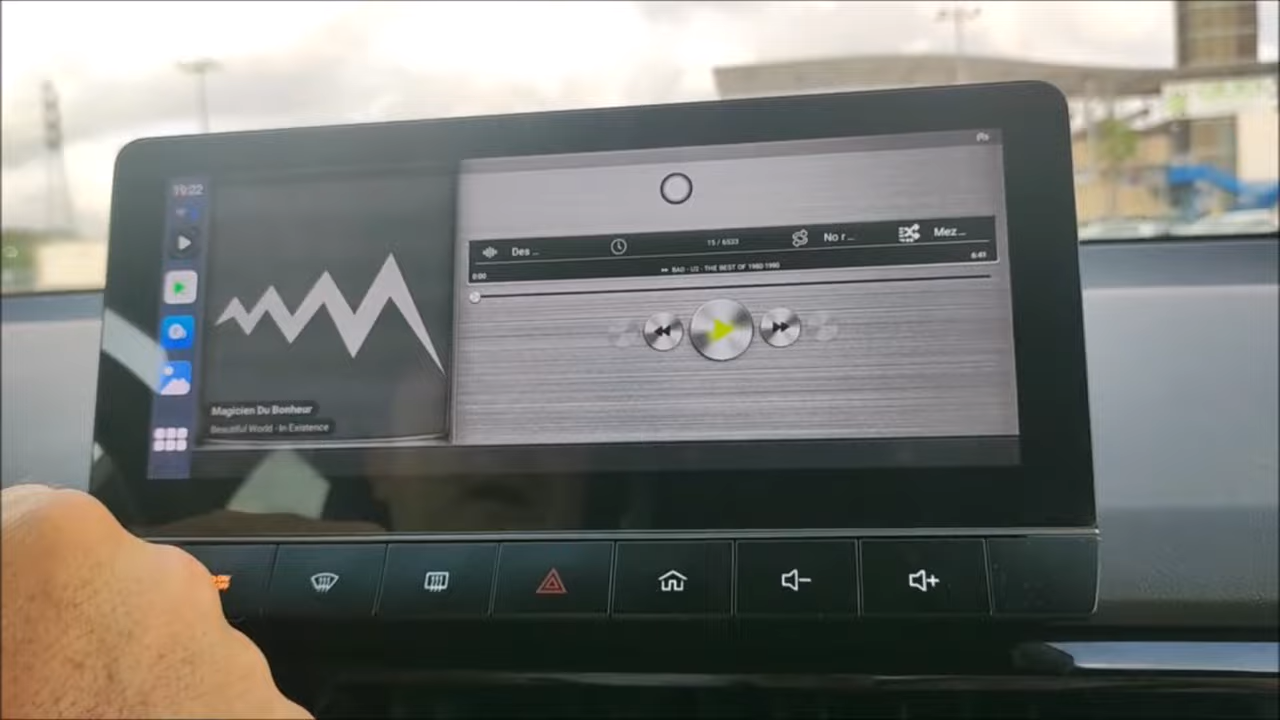 19:22
Des ...
15 / 6533
No r ...
Mez ...
0:00
BAD - U2 - THE BEST OF 1980 1990
6:41
Magicien Du Bonheur
Beautiful World - In Existence